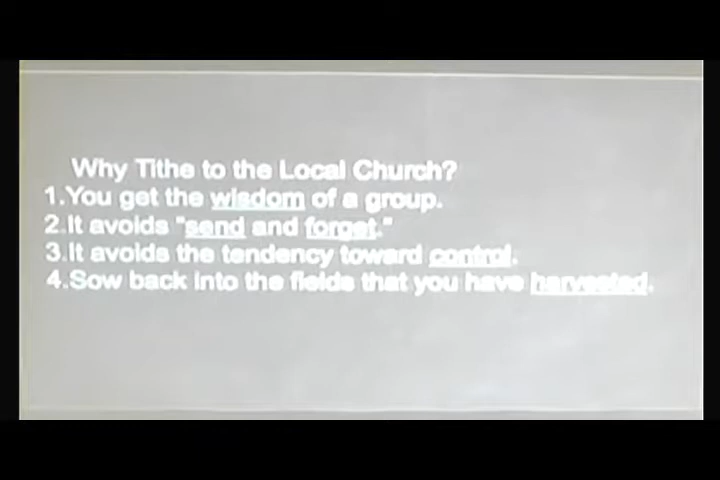 Why Tithe to the Local Church?
1.You get the wisdom of a group.
2.It avoids "send and forget."
3.It avoids the tendency toward control.
4.Sow back into the fields that you have harvested.